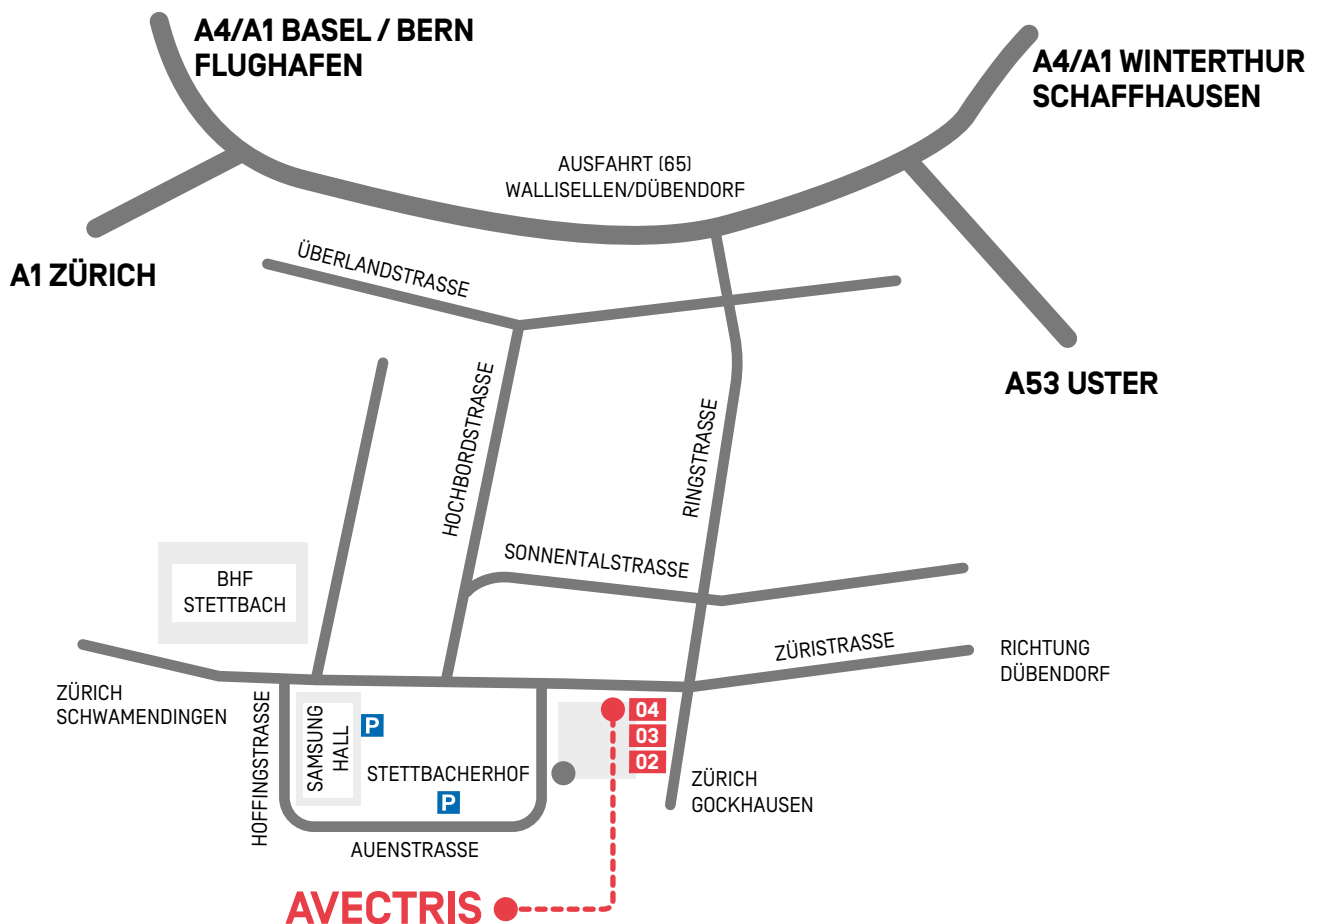 A4/A1 BASEL / BERN
FLUGHAFEN
A4/A1 WINTERTHUR
SCHAFFHAUSEN
AUSFAHRT (65)
WALLISELLEN/DÜBENDORF
A1 ZÜRICH
ÜBERLANDSTRASSE
A53 USTER
HOCHBORDSTRASSE
RINGSTRASSE
SONNENTALSTRASSE
BHF
STETTBACH
ZÜRISTRASSE
RICHTUNG
DÜBENDORF
ZÜRICH
SCHWAMENDINGEN
HOFFINGSTRASSE
SAMSUNG
HALL
P
04
03
02
STETTBACHERHOF
P
ZÜRICH
GOCKHAUSEN
AUENSTRASSE
AVECTRIS